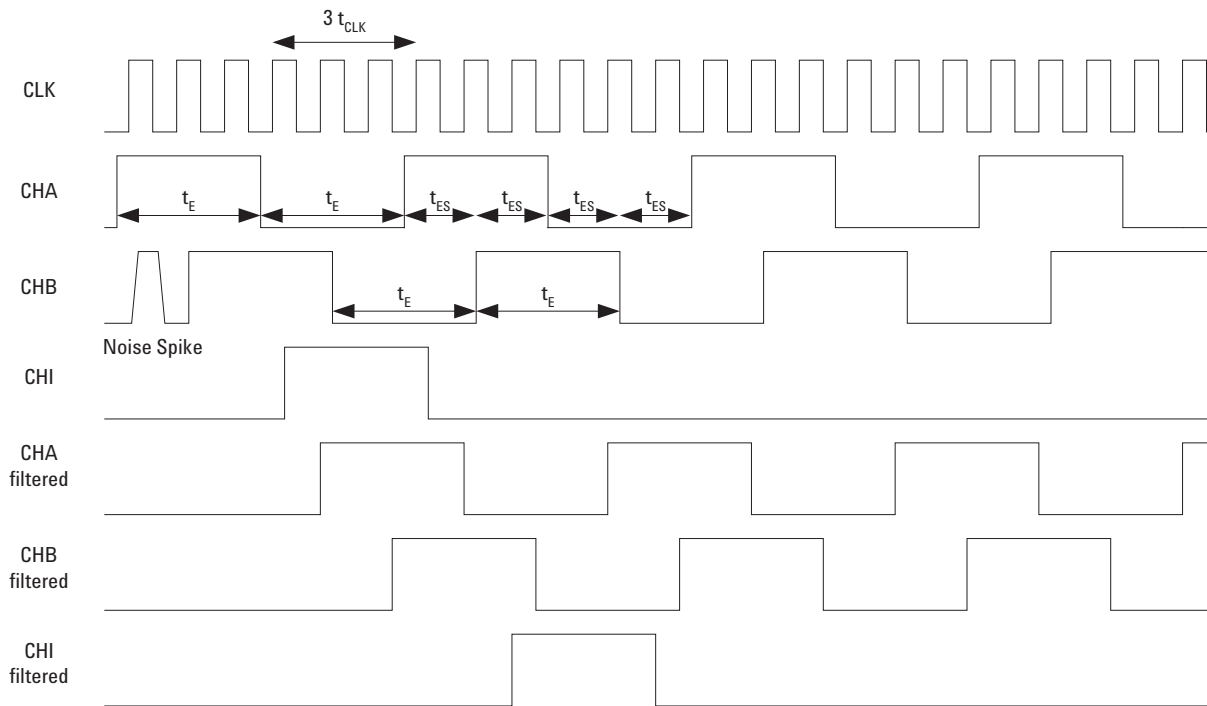 3 tCLK
CLK
CHA
tE tE tES tES tES tES
CHB
tE tE
Noise Spike
CHI
CHA
filtered
CHB
filtered
CHI
filtered